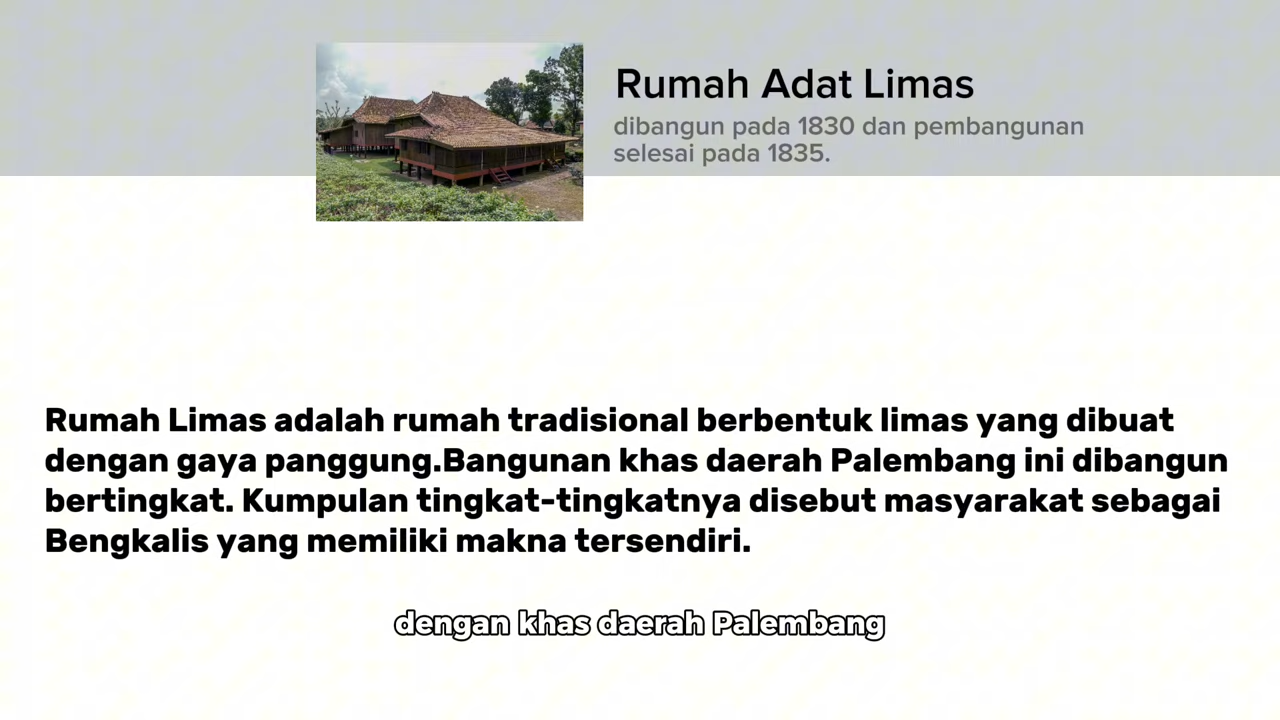 Rumah Adat Limas
dibangun pada 1830 dan pembangunan
selesai pada 1835.
Rumah Limas adalah rumah tradisional berbentuk limas yang dibuat
dengan gaya panggung.Bangunan khas daerah Palembang ini dibangun
bertingkat. Kumpulan tingkat-tingkatnya disebut masyarakat sebagai
Bengkalis yang memiliki makna tersendiri.
dengan khas daerah Palembang